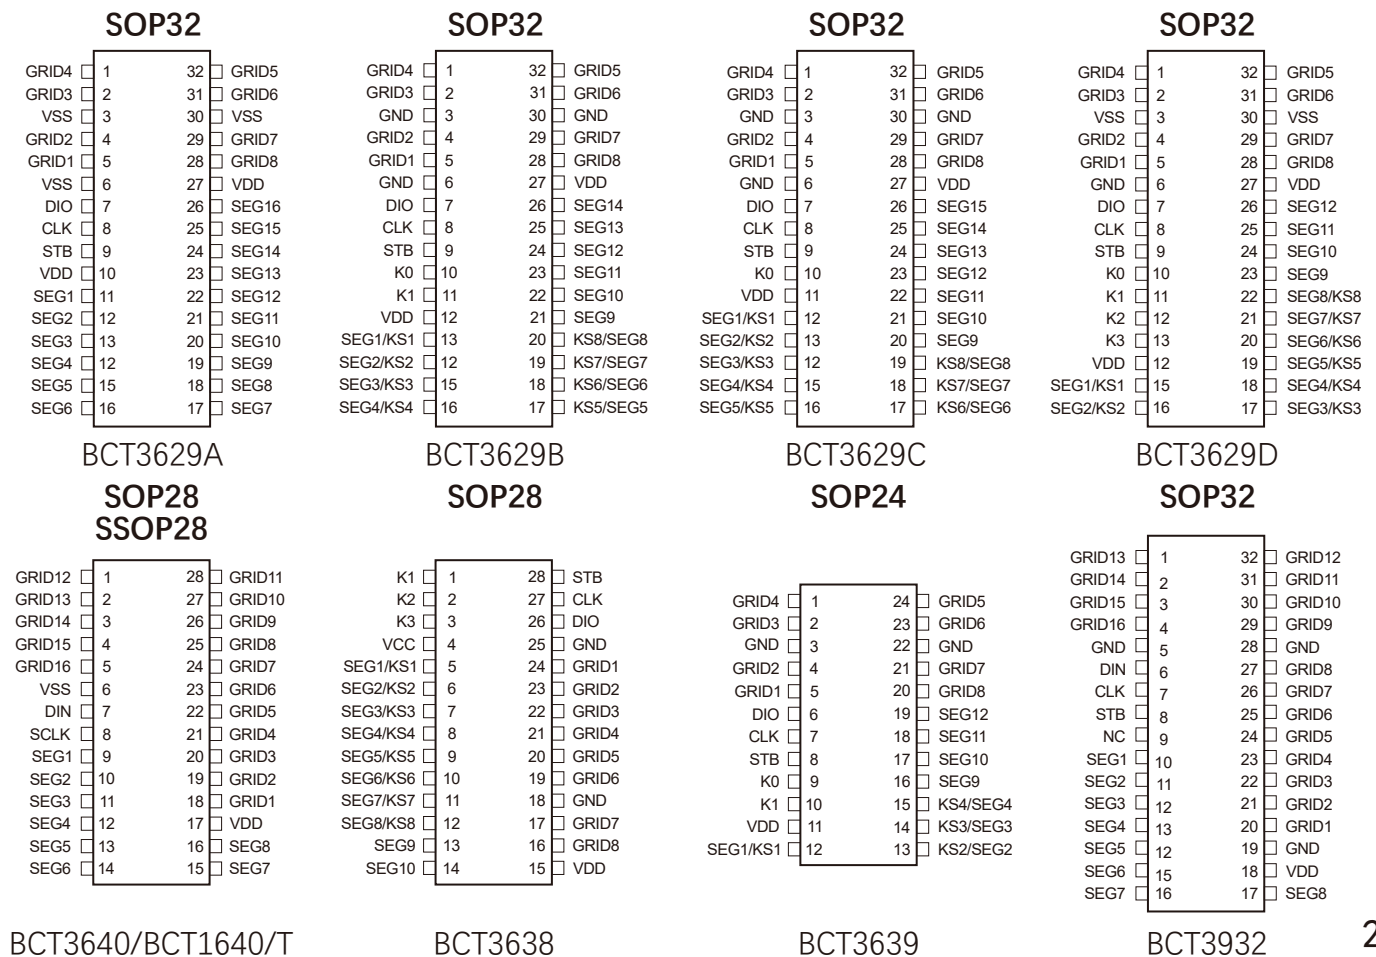 SOP32
GRID4 1 32 GRID5
GRID3 2 31 GRID6
VSS 3 30 VSS
GRID2 4 29 GRID7
GRID1 5 28 GRID8
VSS 6 27 VDD
DIO 7 26 SEG16
CLK 8 25 SEG15
STB 9 24 SEG14
VDD 10 23 SEG13
SEG1 11 22 SEG12
SEG2 12 21 SEG11
SEG3 13 20 SEG10
SEG4 12 19 SEG9
SEG5 15 18 SEG8
SEG6 16 17 SEG7
BCT3629A
SOP32
GRID4 1 32 GRID5
GRID3 2 31 GRID6
GND 3 30 GND
GRID2 4 29 GRID7
GRID1 5 28 GRID8
GND 6 27 VDD
DIO 7 26 SEG14
CLK 8 25 SEG13
STB 9 24 SEG12
K0 10 23 SEG11
K1 11 22 SEG10
VDD 12 21 SEG9
SEG1/KS1 13 20 KS8/SEG8
SEG2/KS2 12 19 KS7/SEG7
SEG3/KS3 15 18 KS6/SEG6
SEG4/KS4 16 17 KS5/SEG5
BCT3629B
SOP32
GRID4 1 32 GRID5
GRID3 2 31 GRID6
GND 3 30 GND
GRID2 4 29 GRID7
GRID1 5 28 GRID8
GND 6 27 VDD
DIO 7 26 SEG15
CLK 8 25 SEG14
STB 9 24 SEG13
K0 10 23 SEG12
VDD 11 22 SEG11
SEG1/KS1 12 21 SEG10
SEG2/KS2 13 20 SEG9
SEG3/KS3 12 19 KS8/SEG8
SEG4/KS4 15 18 KS7/SEG7
SEG5/KS5 16 17 KS6/SEG6
BCT3629C
SOP32
GRID4 1 32 GRID5
GRID3 2 31 GRID6
VSS 3 30 VSS
GRID2 4 29 GRID7
GRID1 5 28 GRID8
GND 6 27 VDD
DIO 7 26 SEG12
CLK 8 25 SEG11
STB 9 24 SEG10
K0 10 23 SEG9
K1 11 22 SEG8/KS8
K2 12 21 SEG7/KS7
K3 13 20 SEG6/KS6
VDD 12 19 SEG5/KS5
SEG1/KS1 15 18 SEG4/KS4
SEG2/KS2 16 17 SEG3/KS3
BCT3629D
SOP28
SSOP28
GRID12 1 28 GRID11
GRID13 2 27 GRID10
GRID14 3 26 GRID9
GRID15 4 25 GRID8
GRID16 5 24 GRID7
VSS 6 23 GRID6
DIN 7 22 GRID5
SCLK 8 21 GRID4
SEG1 9 20 GRID3
SEG2 10 19 GRID2
SEG3 11 18 GRID1
SEG4 12 17 VDD
SEG5 13 16 SEG8
SEG6 14 15 SEG7
BCT3640/BCT1640/T
SOP28
K1 1 28 STB
K2 2 27 CLK
K3 3 26 DIO
VCC 4 25 GND
SEG1/KS1 5 24 GRID1
SEG2/KS2 6 23 GRID2
SEG3/KS3 7 22 GRID3
SEG4/KS4 8 21 GRID4
SEG5/KS5 9 20 GRID5
SEG6/KS6 10 19 GRID6
SEG7/KS7 11 18 GND
SEG8/KS8 12 17 GRID7
SEG9 13 16 GRID8
SEG10 14 15 VDD
BCT3638
SOP24
GRID4 1 24 GRID5
GRID3 2 23 GRID6
GND 3 22 GND
GRID2 4 21 GRID7
GRID1 5 20 GRID8
DIO 6 19 SEG12
CLK 7 18 SEG11
STB 8 17 SEG10
K0 9 16 SEG9
K1 10 15 KS4/SEG4
VDD 11 14 KS3/SEG3
SEG1/KS1 12 13 KS2/SEG2
BCT3639
SOP32
GRID13 1 32 GRID12
GRID14 2 31 GRID11
GRID15 3 30 GRID10
GRID16 4 29 GRID9
GND 5 28 GND
DIN 6 27 GRID8
CLK 7 26 GRID7
STB 8 25 GRID6
NC 9 24 GRID5
SEG1 10 23 GRID4
SEG2 11 22 GRID3
SEG3 12 21 GRID2
SEG4 13 20 GRID1
SEG5 12 19 GND
SEG6 15 18 VDD
SEG7 16 17 SEG8
BCT3932
2